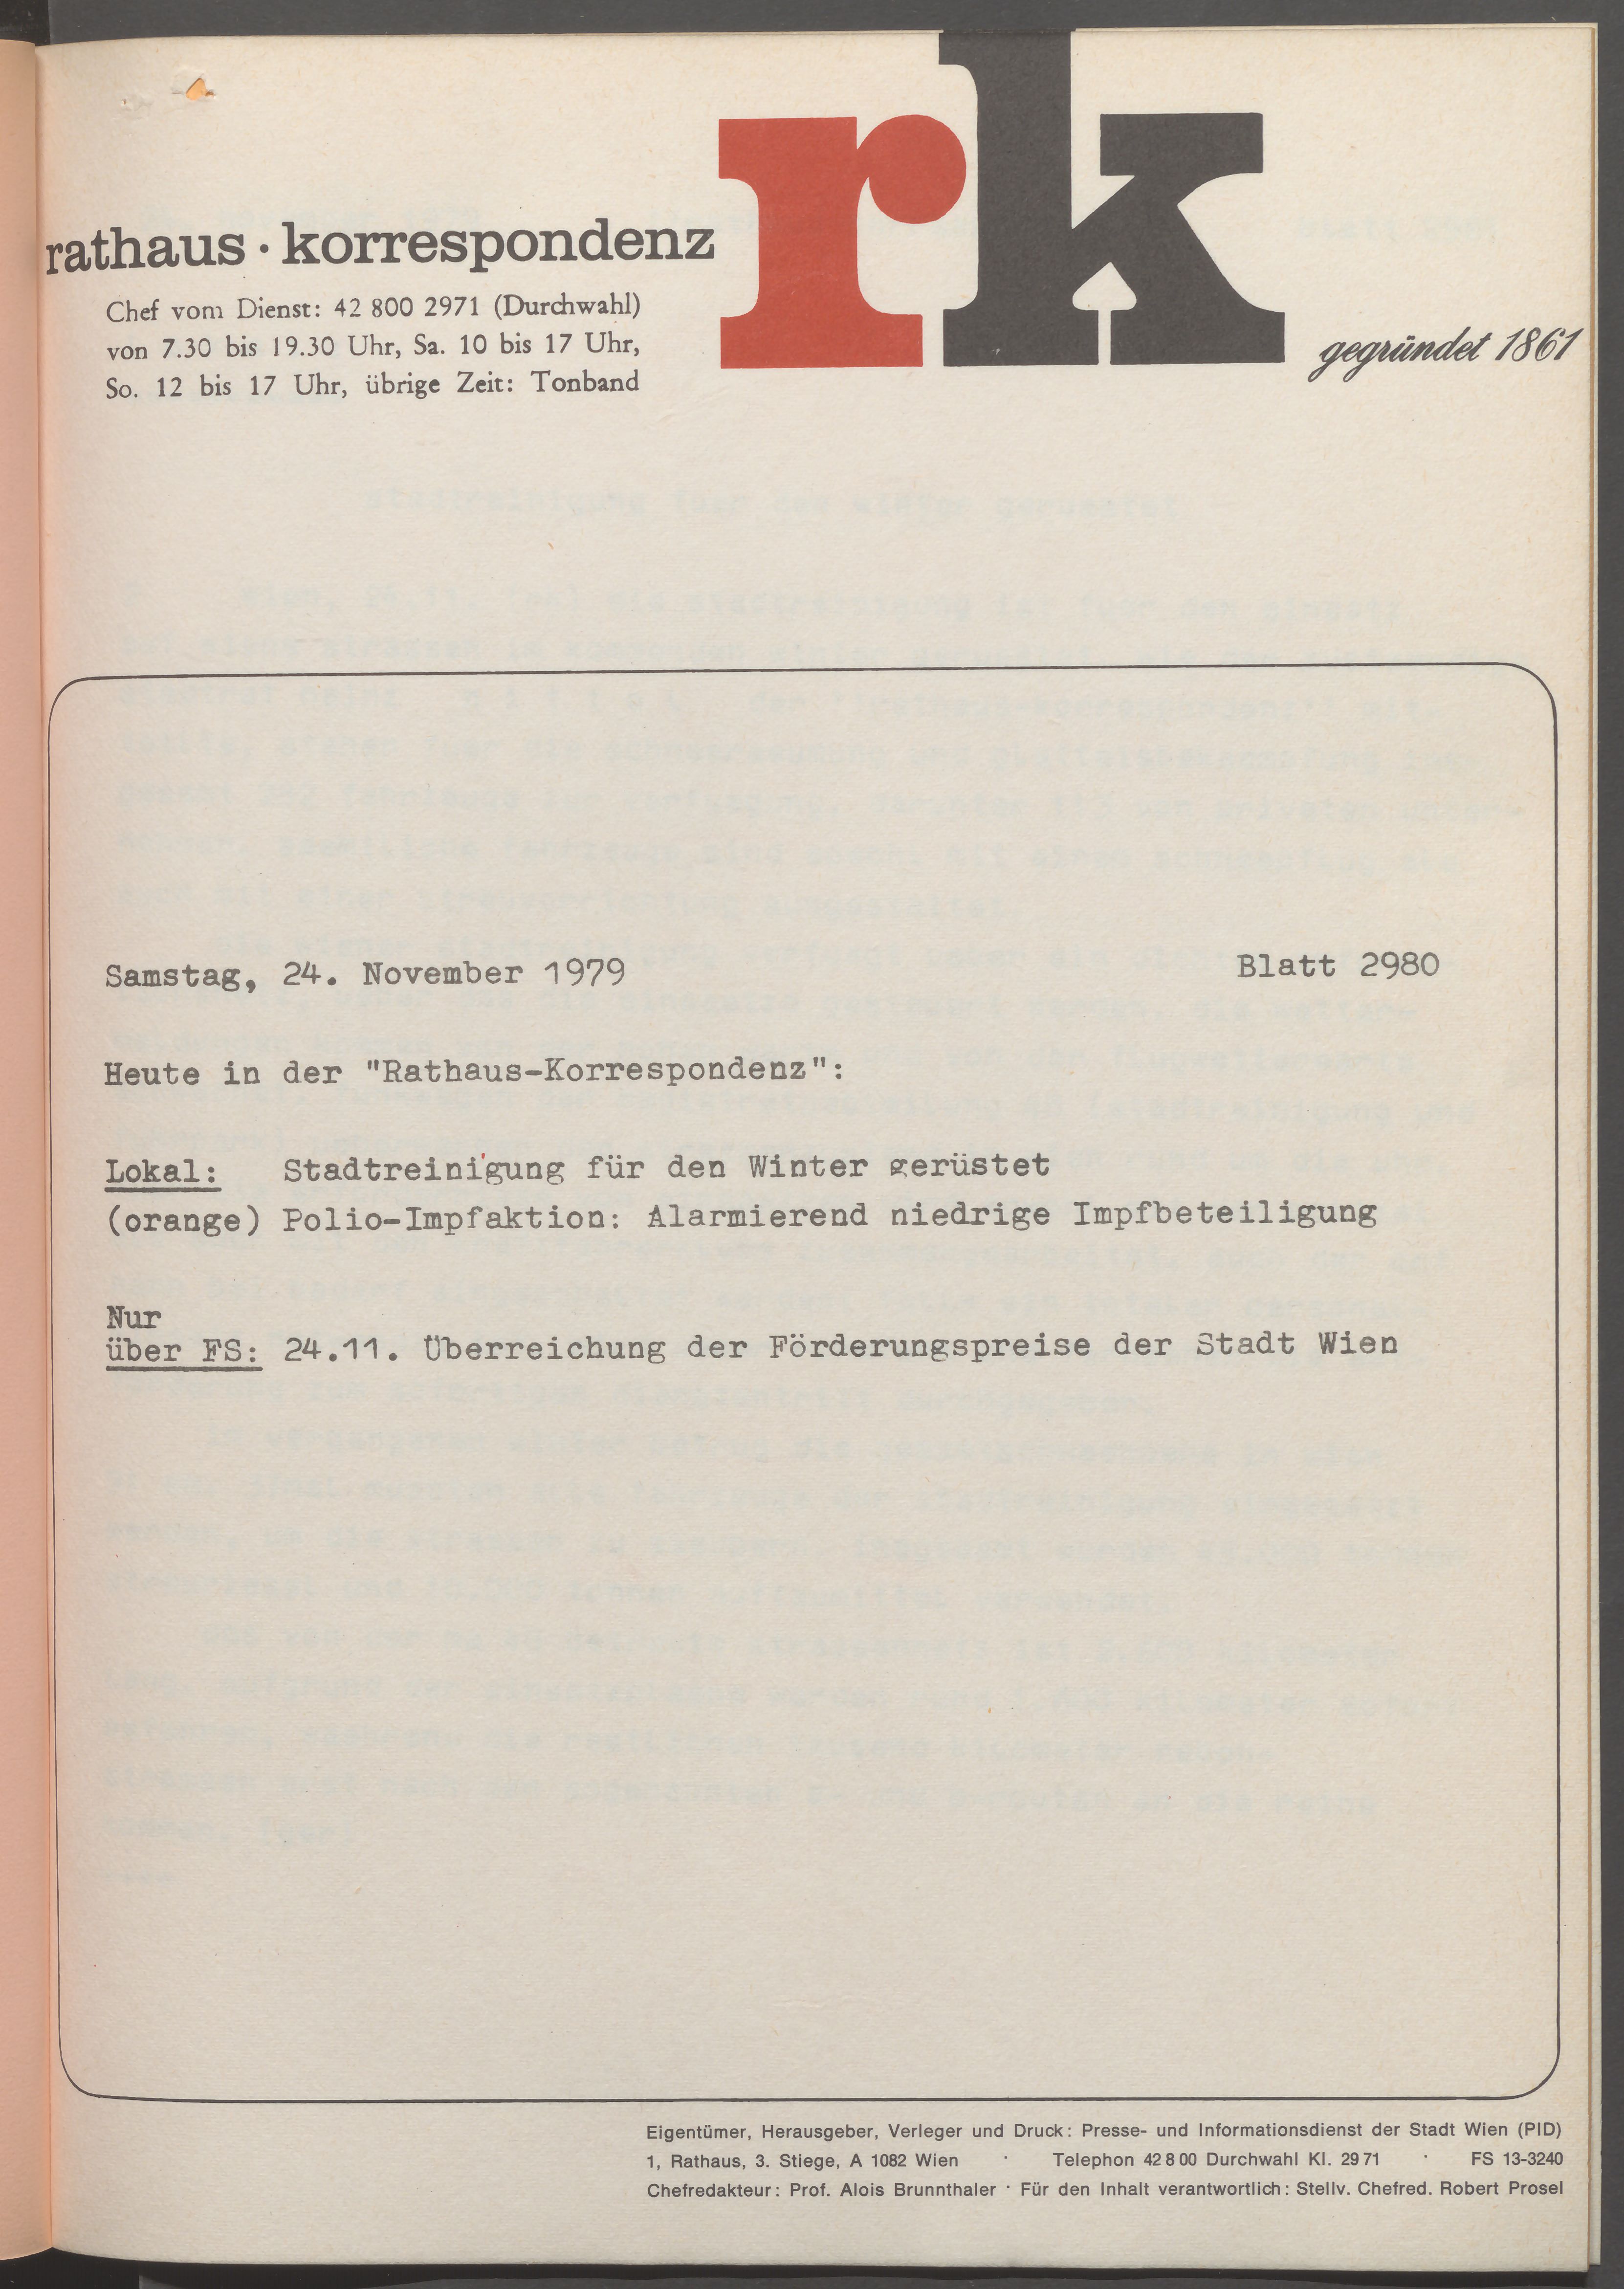 rk
rathaus · korrespondenz
Chef vom Dienst: 42 800 2971 (Durchwahl)
von 7.30 bis 19.30 Uhr, Sa. 10 bis 17 Uhr,
So. 12 bis 17 Uhr, übrige Zeit: Tonband
gegründet 1861
Samstag, 24. November 1979 Blatt 2980
Heute in der "Rathaus-Korrespondenz":
Lokal: Stadtreinigung für den Winter gerüstet
(orange) Polio-Impfaktion: Alarmierend niedrige Impfbeteiligung
Nur
über FS: 24.11. Überreichung der Förderungspreise der Stadt Wien
Eigentümer, Herausgeber, Verleger und Druck: Presse- und Informationsdienst der Stadt Wien (PID)
1, Rathaus, 3. Stiege, A 1082 Wien · Telephon 42 8 00 Durchwahl Kl. 29 71 · FS 13-3240
Chefredakteur: Prof. Alois Brunnthaler · Für den Inhalt verantwortlich: Stellv. Chefred. Robert Prosel